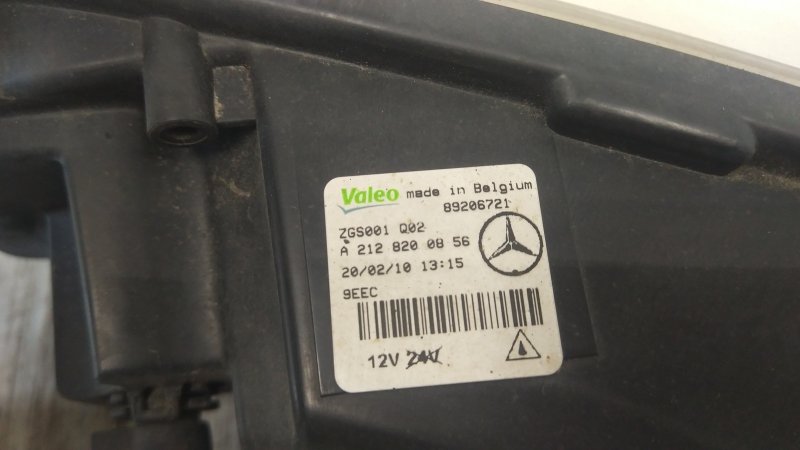 Valeo made in Belgium
89206721
ZGS001 Q02
A 212 820 08 56
20/02/10 13:15
9EEC
12V 24V